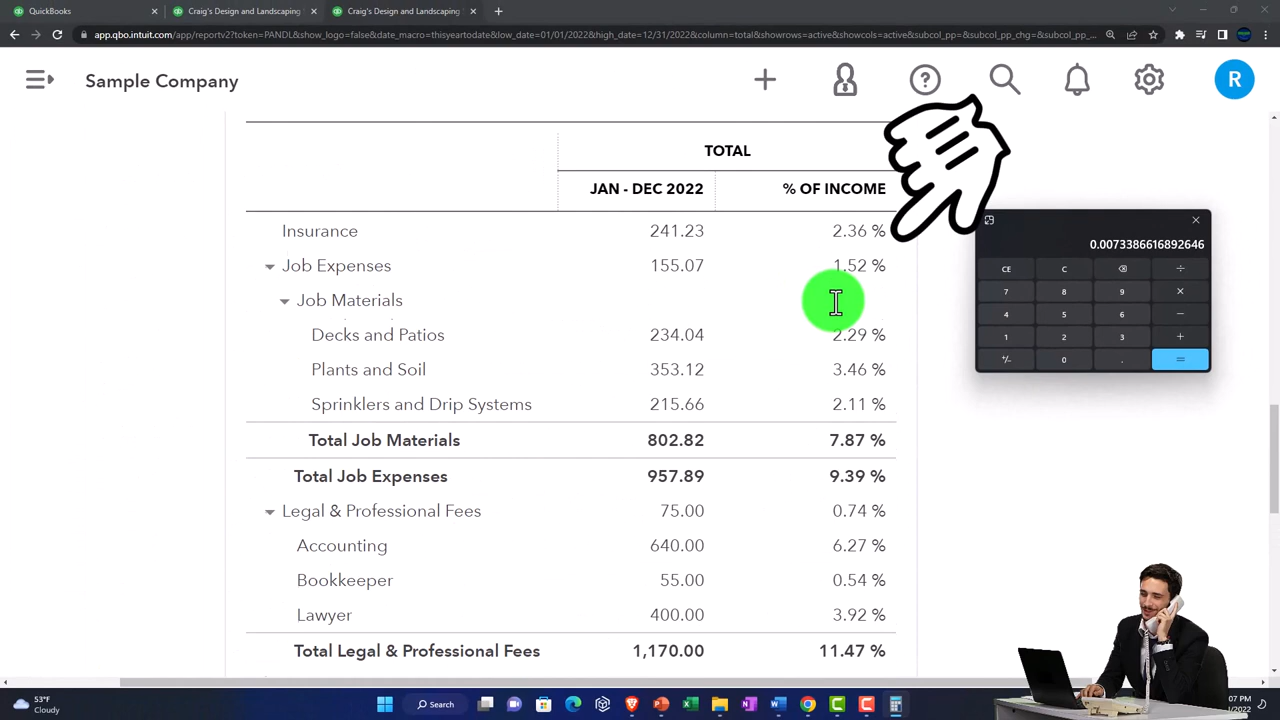 QuickBooks × Craig's Design and Landscaping × Craig's Design and Landscaping × +
app.qbo.intuit.com/app/reportv2?token=PANDL&show_logo=false&date_macro=thisyeartodate&low_date=01/01/2022&high_date=12/31/2022&column=total&showrows=active&showcols=active&subcol_pp=&subcol_pp_chg=&subcol_pp_...
Sample Company
R
TOTAL
JAN - DEC 2022 % OF INCOME
Insurance 241.23 2.36 %
Job Expenses 155.07 1.52 %
Job Materials
Decks and Patios 234.04 2.29 %
Plants and Soil 353.12 3.46 %
Sprinklers and Drip Systems 215.66 2.11 %
Total Job Materials 802.82 7.87 %
Total Job Expenses 957.89 9.39 %
Legal & Professional Fees 75.00 0.74 %
Accounting 640.00 6.27 %
Bookkeeper 55.00 0.54 %
Lawyer 400.00 3.92 %
Total Legal & Professional Fees 1,170.00 11.47 %
0.0073386616892646
CE C ÷
7 8 9 ×
4 5 6 −
1 2 3 +
+/− 0 . =
53°F
Cloudy
Search
07 PM
/2022